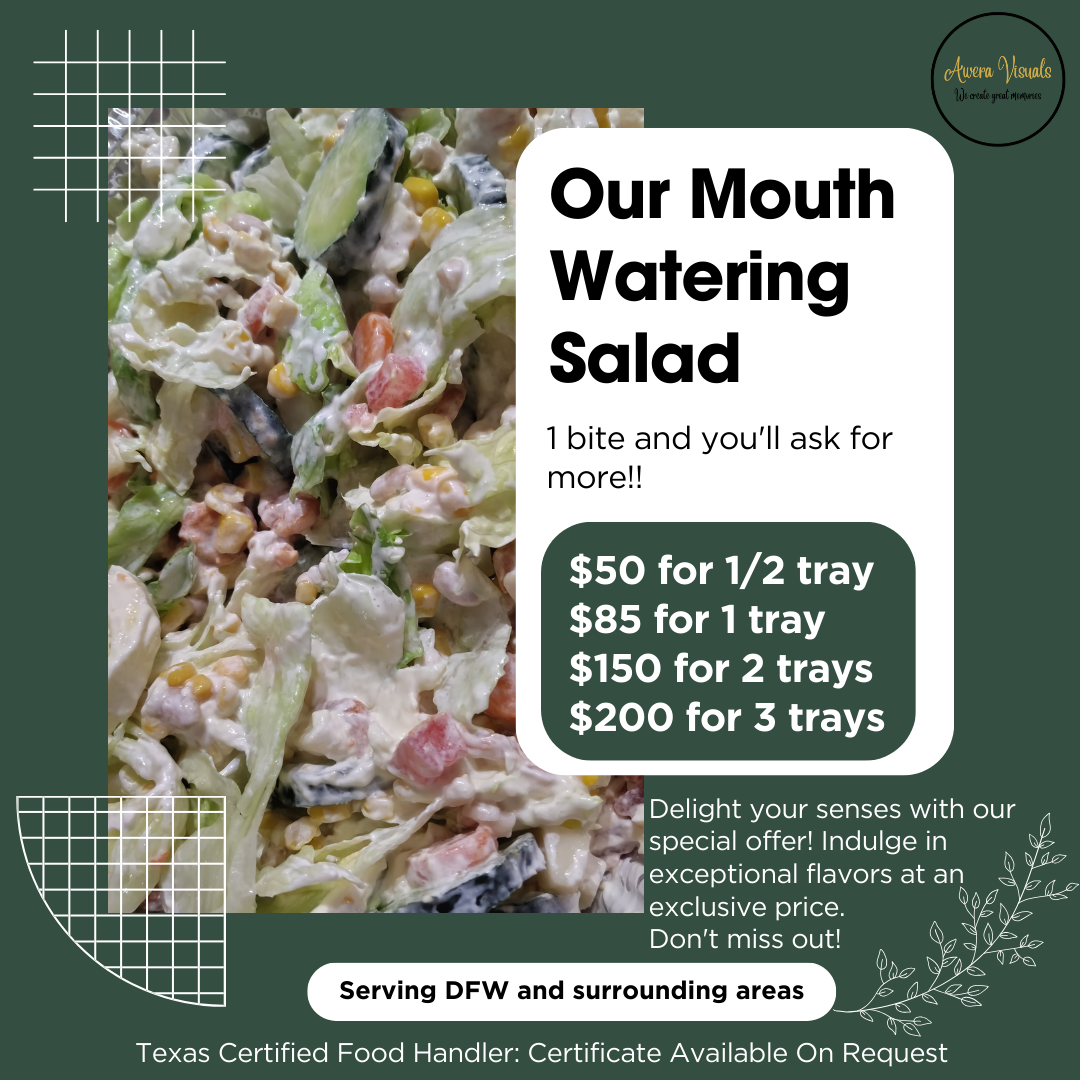 Awera Visuals
We create great memories
Our Mouth
Watering
Salad
1 bite and you'll ask for
more!!
$50 for 1/2 tray
$85 for 1 tray
$150 for 2 trays
$200 for 3 trays
Delight your senses with our
special offer! Indulge in
exceptional flavors at an
exclusive price.
Don't miss out!
Serving DFW and surrounding areas
Texas Certified Food Handler: Certificate Available On Request